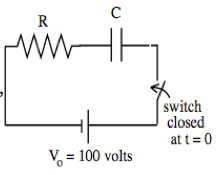 R
C
switch
closed
at t = 0
V₀ = 100 volts